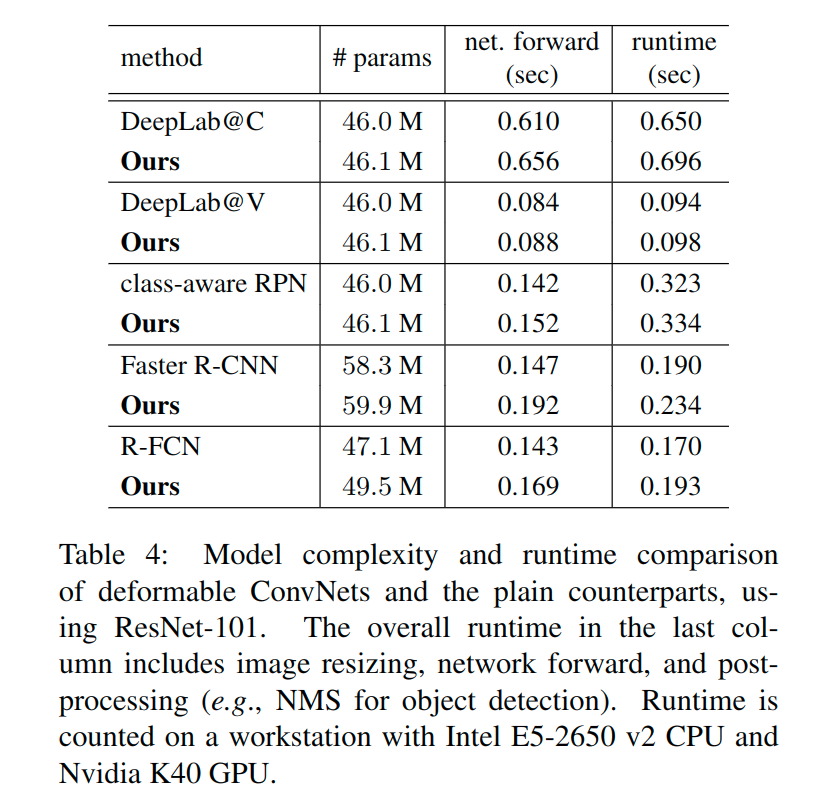 method # params net. forward (sec) runtime (sec)
DeepLab@C 46.0 M 0.610 0.650
Ours 46.1 M 0.656 0.696
DeepLab@V 46.0 M 0.084 0.094
Ours 46.1 M 0.088 0.098
class-aware RPN 46.0 M 0.142 0.323
Ours 46.1 M 0.152 0.334
Faster R-CNN 58.3 M 0.147 0.190
Ours 59.9 M 0.192 0.234
R-FCN 47.1 M 0.143 0.170
Ours 49.5 M 0.169 0.193
Table 4: Model complexity and runtime comparison
of deformable ConvNets and the plain counterparts, us-
ing ResNet-101. The overall runtime in the last col-
umn includes image resizing, network forward, and post-
processing (e.g., NMS for object detection). Runtime is
counted on a workstation with Intel E5-2650 v2 CPU and
Nvidia K40 GPU.